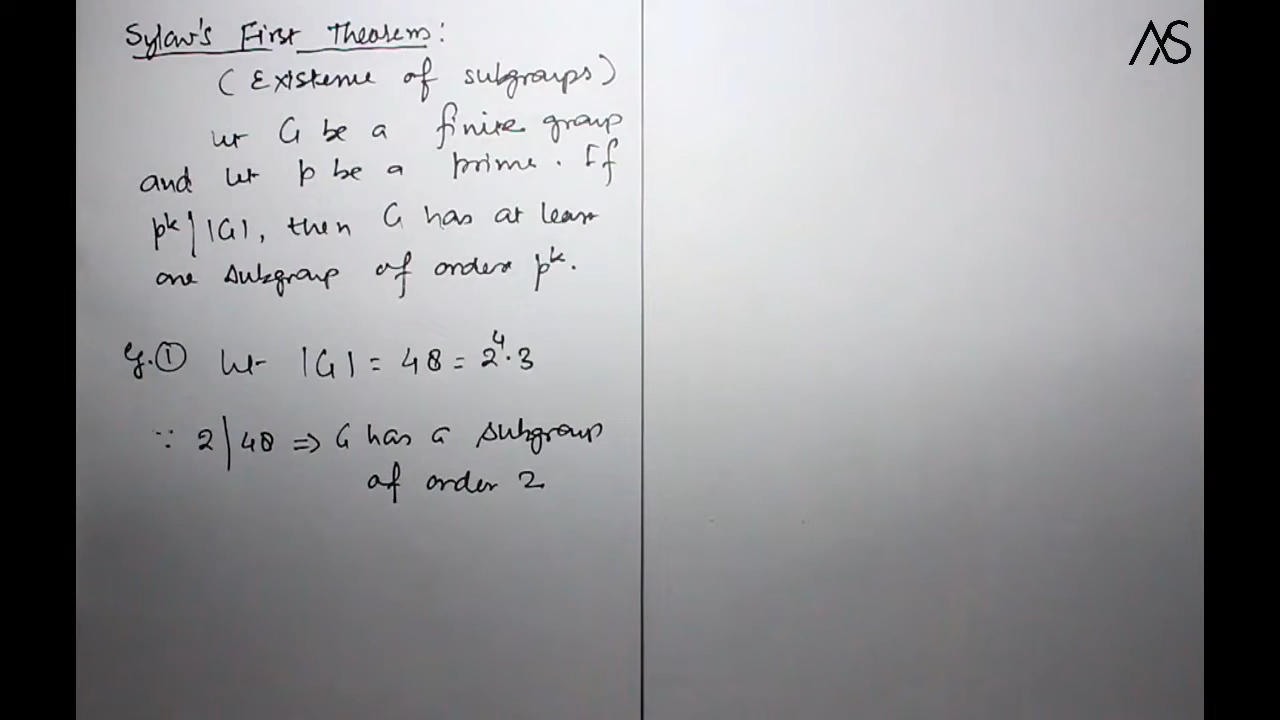 Sylow's First Theorem:
(Existence of subgroups)
Let G be a finite group
and let p be a prime. If
p^k | |G|, then G has at least
one subgroup of order p^k.
Eg. ① Let |G| = 48 = 2^4 · 3
∵ 2 | 48 ⇒ G has a subgroup
of order 2
AS